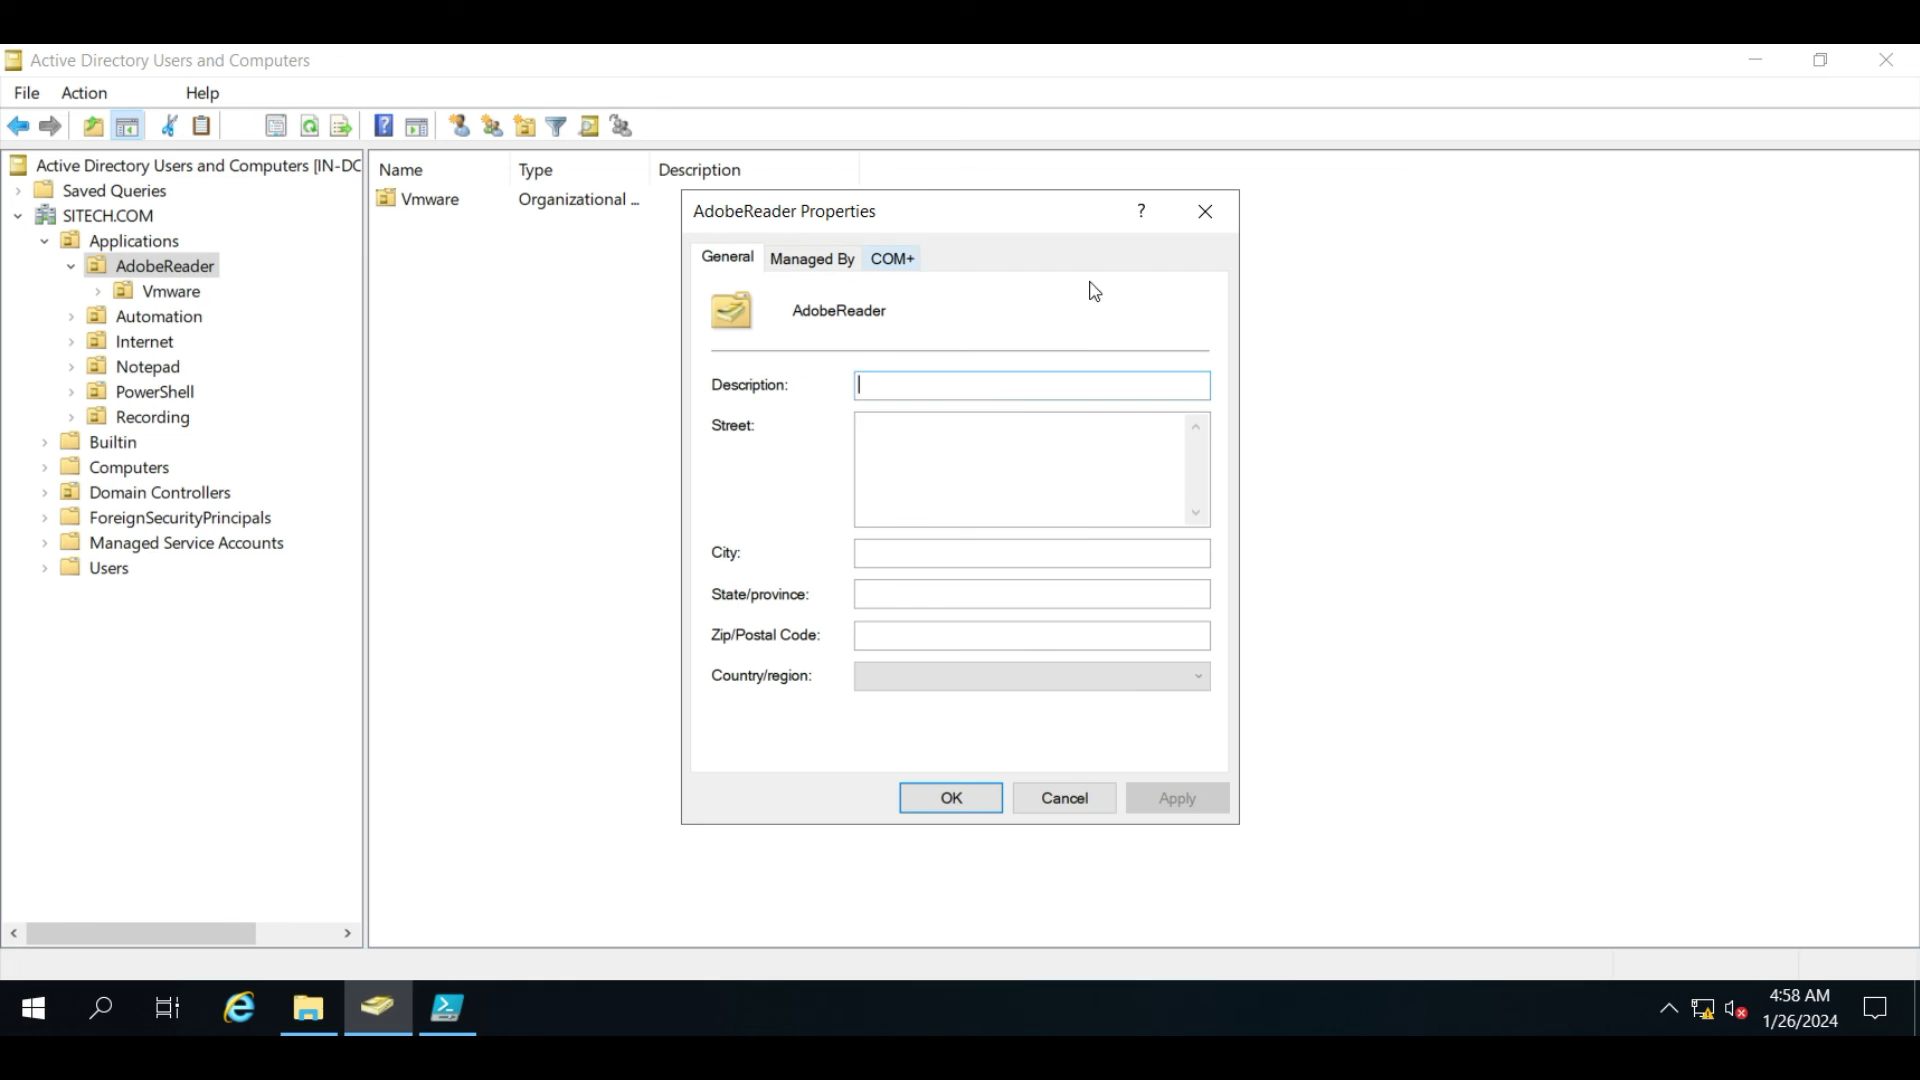 Active Directory Users and Computers
File Action Help
Active Directory Users and Computers [IN-DC
Saved Queries
SITECH.COM
Applications
AdobeReader
Vmware
Automation
Internet
Notepad
PowerShell
Recording
Builtin
Computers
Domain Controllers
ForeignSecurityPrincipals
Managed Service Accounts
Users
Name Type Description
Vmware Organizational ...
AdobeReader Properties
?
General Managed By COM+
AdobeReader
Description:
Street:
City:
State/province:
Zip/Postal Code:
Country/region:
OK Cancel Apply
4:58 AM
1/26/2024